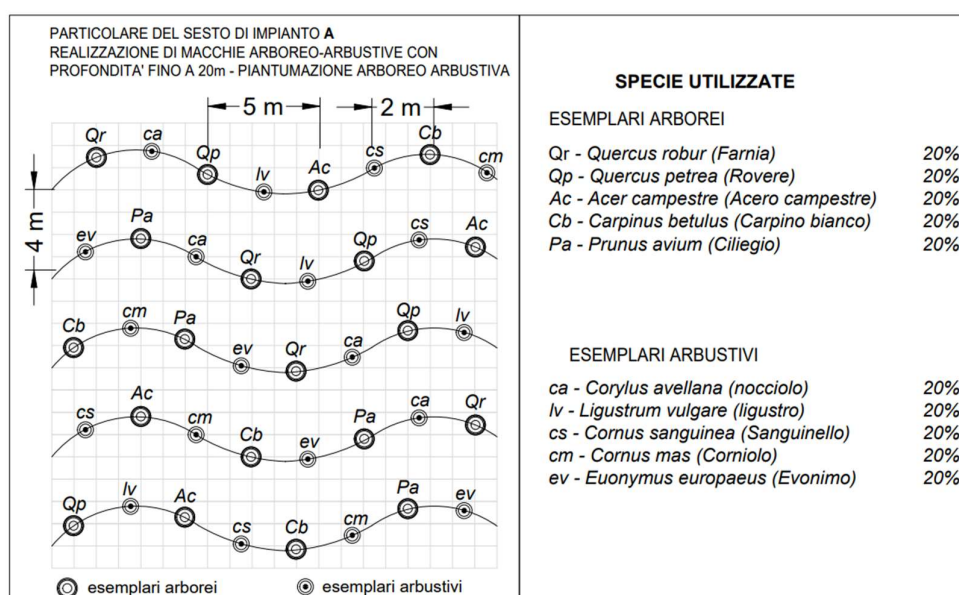 PARTICOLARE DEL SESTO DI IMPIANTO A
REALIZZAZIONE DI MACCHIE ARBOREO-ARBUSTIVE CON
PROFONDITA' FINO A 20m - PIANTUMAZIONE ARBOREO ARBUSTIVA
5 m 2 m
Qr ca Qp lv Ac cs Cb cm
4 m
ev Pa ca Qr lv Qp cs Ac
Cb cm Pa ev Qr ca Qp lv
cs Ac cm Cb ev Pa ca Qr
Qp lv Ac cs Cb cm Pa ev
esemplari arborei esemplari arbustivi
SPECIE UTILIZZATE
ESEMPLARI ARBOREI
Qr - Quercus robur (Farnia) 20%
Qp - Quercus petrea (Rovere) 20%
Ac - Acer campestre (Acero campestre) 20%
Cb - Carpinus betulus (Carpino bianco) 20%
Pa - Prunus avium (Ciliegio) 20%
ESEMPLARI ARBUSTIVI
ca - Corylus avellana (nocciolo) 20%
lv - Ligustrum vulgare (ligustro) 20%
cs - Cornus sanguinea (Sanguinello) 20%
cm - Cornus mas (Corniolo) 20%
ev - Euonymus europaeus (Evonimo) 20%